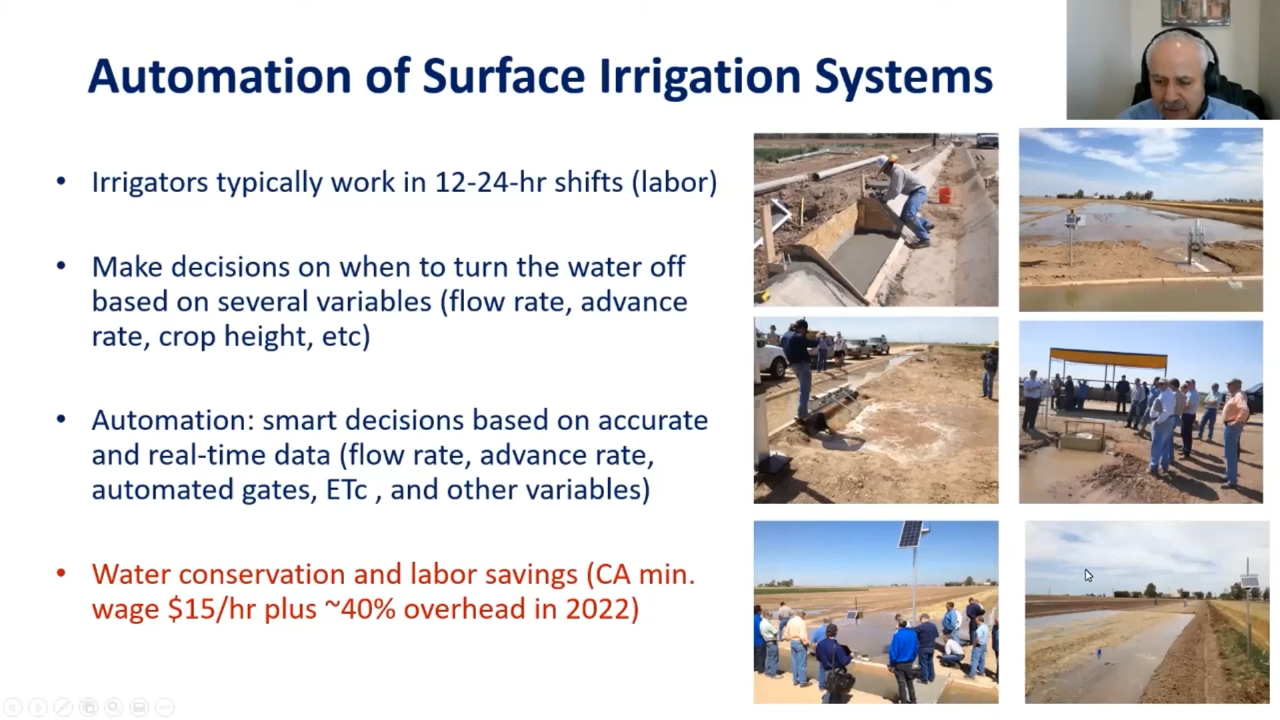 Automation of Surface Irrigation Systems
• Irrigators typically work in 12-24-hr shifts (labor)
• Make decisions on when to turn the water off
based on several variables (flow rate, advance
rate, crop height, etc)
• Automation: smart decisions based on accurate
and real-time data (flow rate, advance rate,
automated gates, ETc , and other variables)
• Water conservation and labor savings (CA min.
wage $15/hr plus ~40% overhead in 2022)